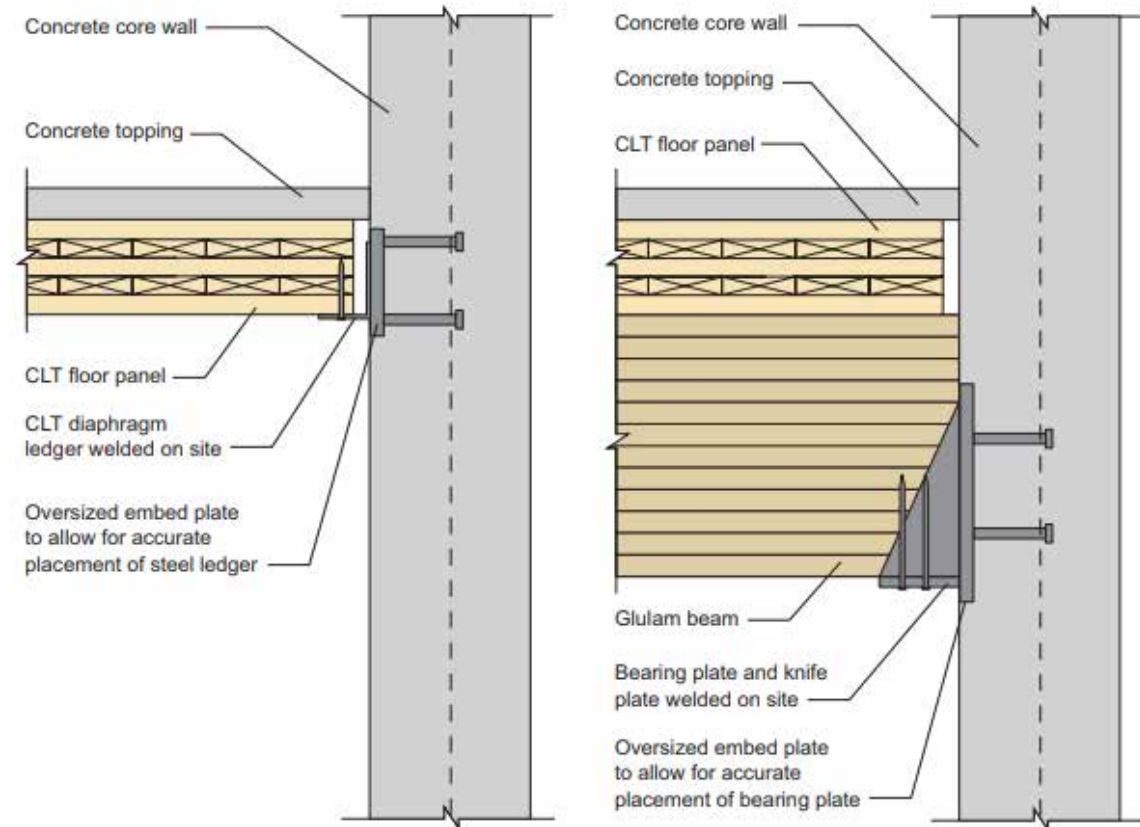 Concrete core wall
Concrete topping
CLT floor panel
CLT diaphragm
ledger welded on site
Oversized embed plate
to allow for accurate
placement of steel ledger
Concrete core wall
Concrete topping
CLT floor panel
Glulam beam
Bearing plate and knife
plate welded on site
Oversized embed plate
to allow for accurate
placement of bearing plate